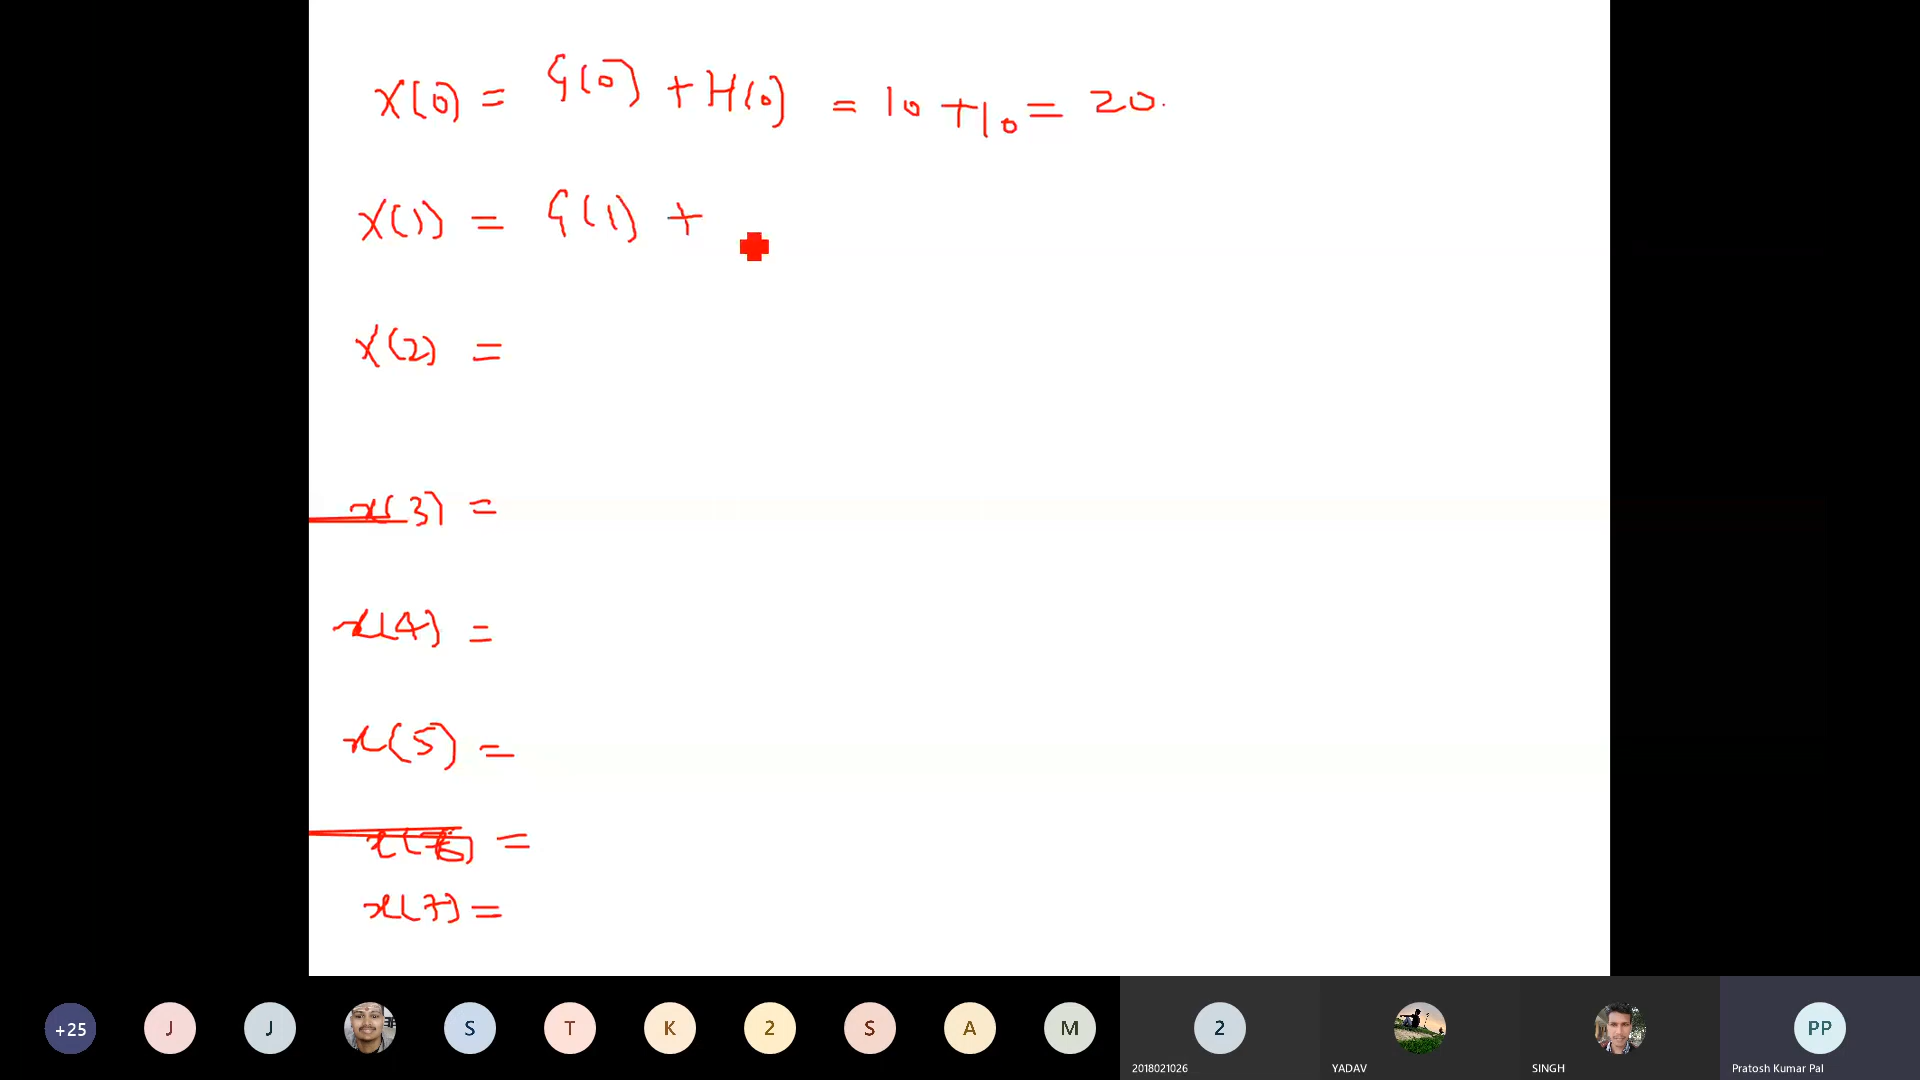 X(0) = G(0) + H(0) = 10 + 10 = 20.
X(1) = G(1) +
X(2) =
x(3) =
x(4) =
x(5) =
x(6) =
x(7) =
+25 J J S T K 2 S A M 2 PP
2018021026 YADAV SINGH Pratosh Kumar Pal